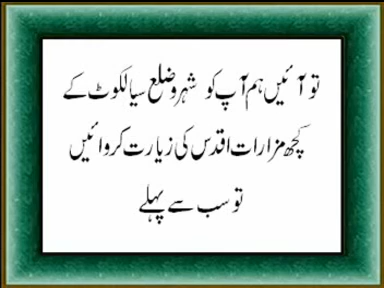 تو آئیں ہم آپ کو شہر و ضلع سیالکوٹ کے
کچھ مزارات اقدس کی زیارت کروائیں
تو سب سے پہلے